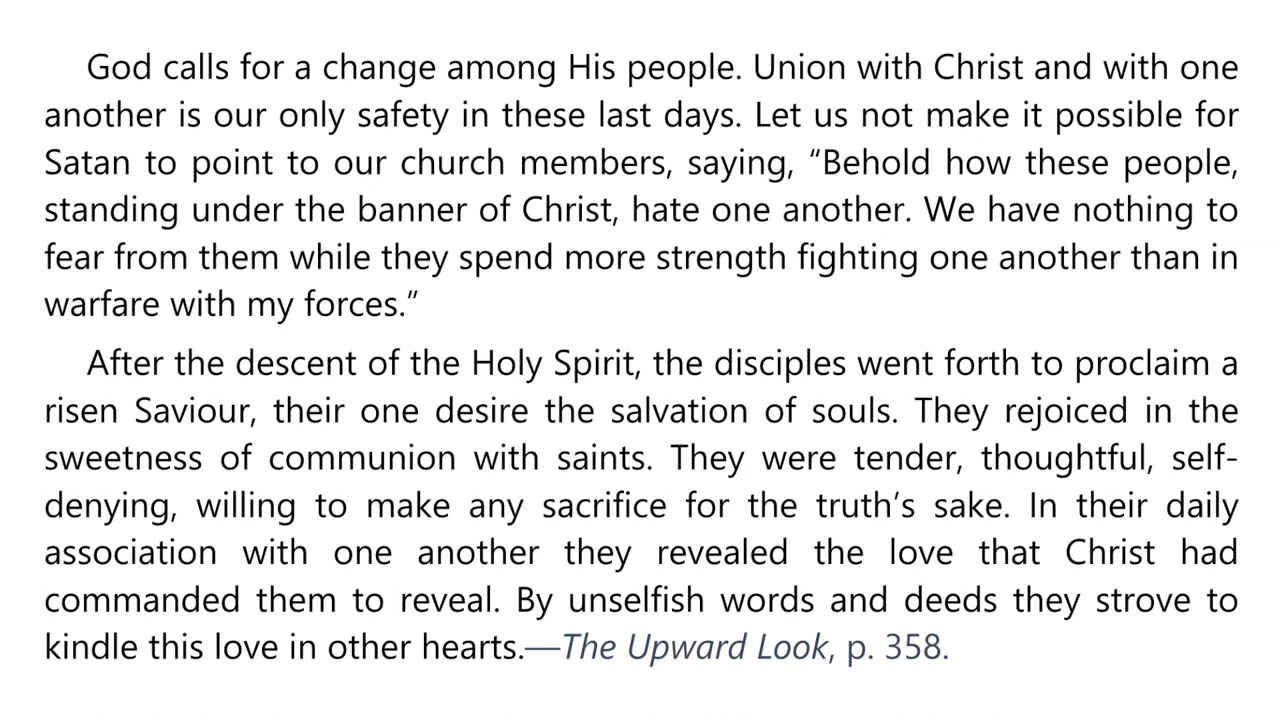 God calls for a change among His people. Union with Christ and with one
another is our only safety in these last days. Let us not make it possible for
Satan to point to our church members, saying, “Behold how these people,
standing under the banner of Christ, hate one another. We have nothing to
fear from them while they spend more strength fighting one another than in
warfare with my forces.”
After the descent of the Holy Spirit, the disciples went forth to proclaim a
risen Saviour, their one desire the salvation of souls. They rejoiced in the
sweetness of communion with saints. They were tender, thoughtful, self-
denying, willing to make any sacrifice for the truth’s sake. In their daily
association with one another they revealed the love that Christ had
commanded them to reveal. By unselfish words and deeds they strove to
kindle this love in other hearts.—The Upward Look, p. 358.